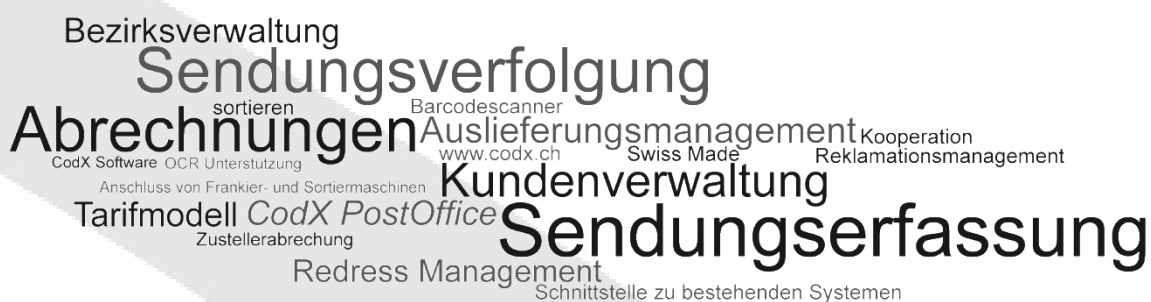 Bezirksverwaltung
Sendungsverfolgung
sortieren Barcodescanner
Abrechnungen Auslieferungsmanagement Kooperation
CodX Software OCR Unterstützung www.codx.ch Swiss Made Reklamationsmanagement
Anschluss von Frankier- und Sortiermaschinen Kundenverwaltung
Tarifmodell CodX PostOffice Sendungserfassung
Zustellerabrechung
Redress Management
Schnittstelle zu bestehenden Systemen